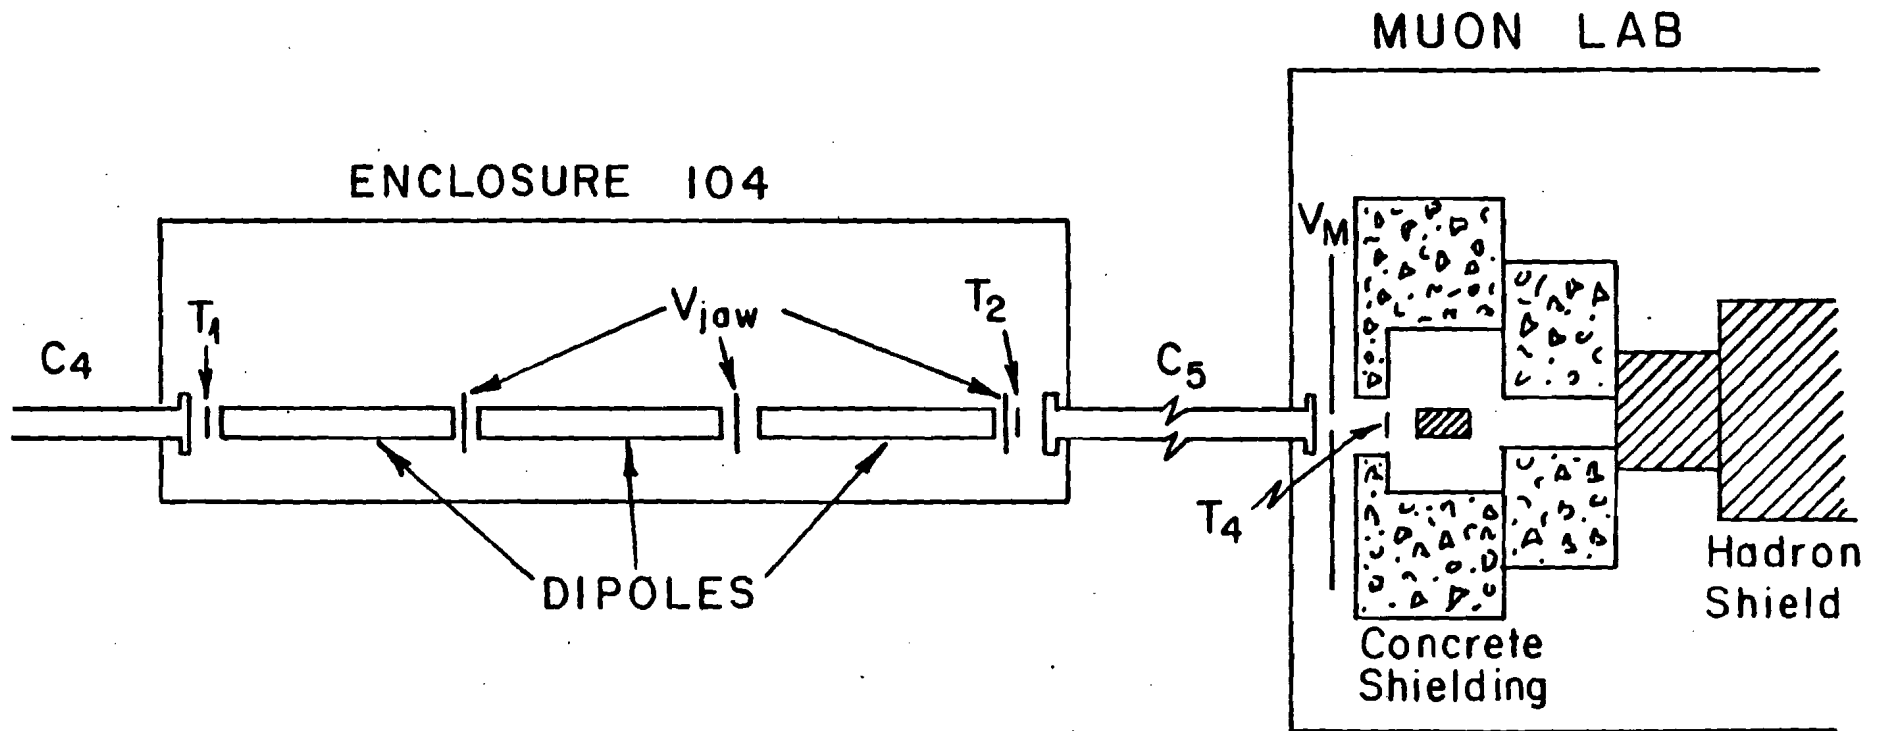 MUON LAB
ENCLOSURE 104
VM
T1
Vjaw
T2
C4
C5
T4
DIPOLES
Hadron
Shield
Concrete
Shielding